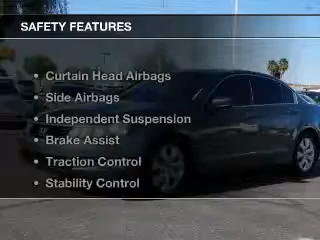 SAFETY FEATURES
• Curtain Head Airbags
• Side Airbags
• Independent Suspension
• Brake Assist
• Traction Control
• Stability Control